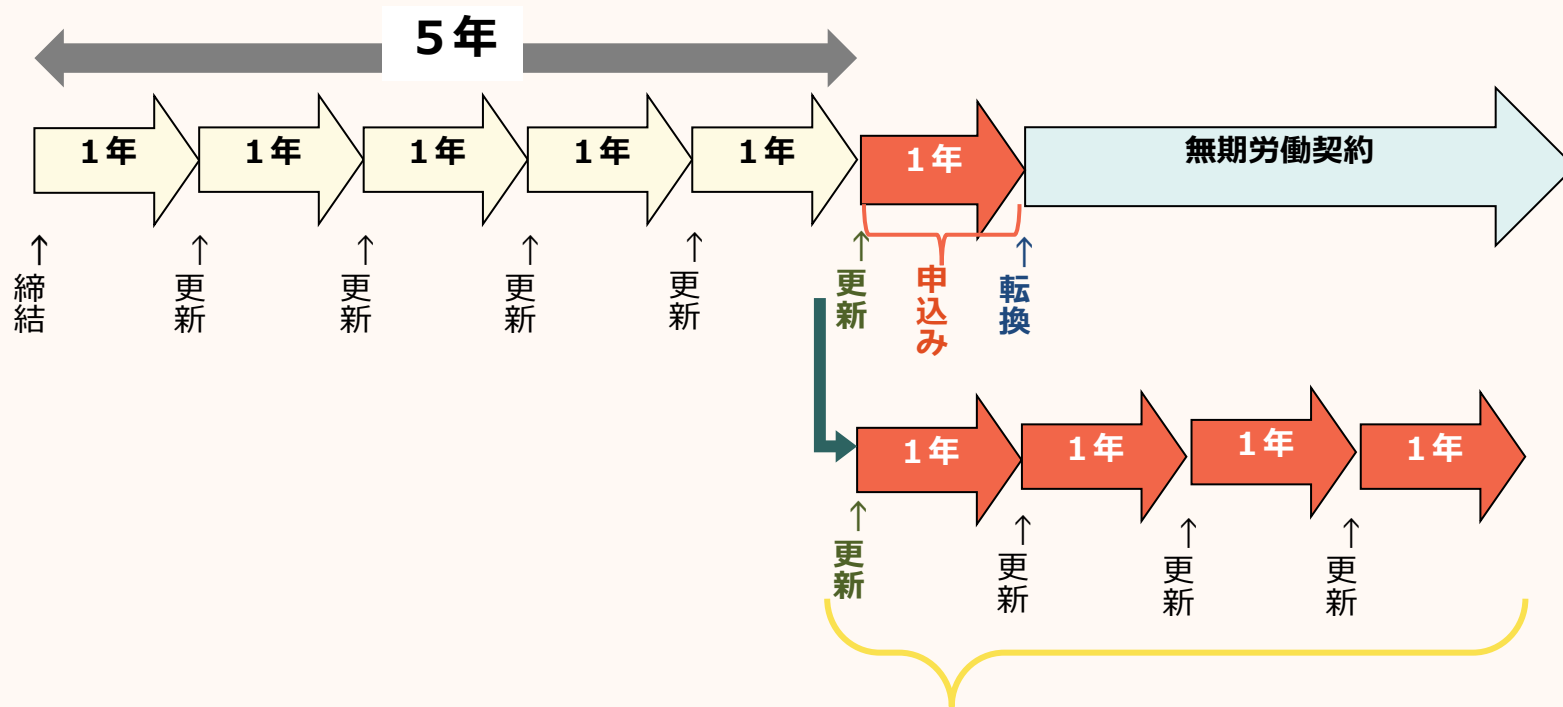 ５年
１年
１年
１年
１年
１年
１年
無期労働契約
↑締結
↑更新
↑更新
↑更新
↑更新
↑更新
申込み
↑転換
１年
１年
１年
１年
↑更新
↑更新
↑更新
↑更新